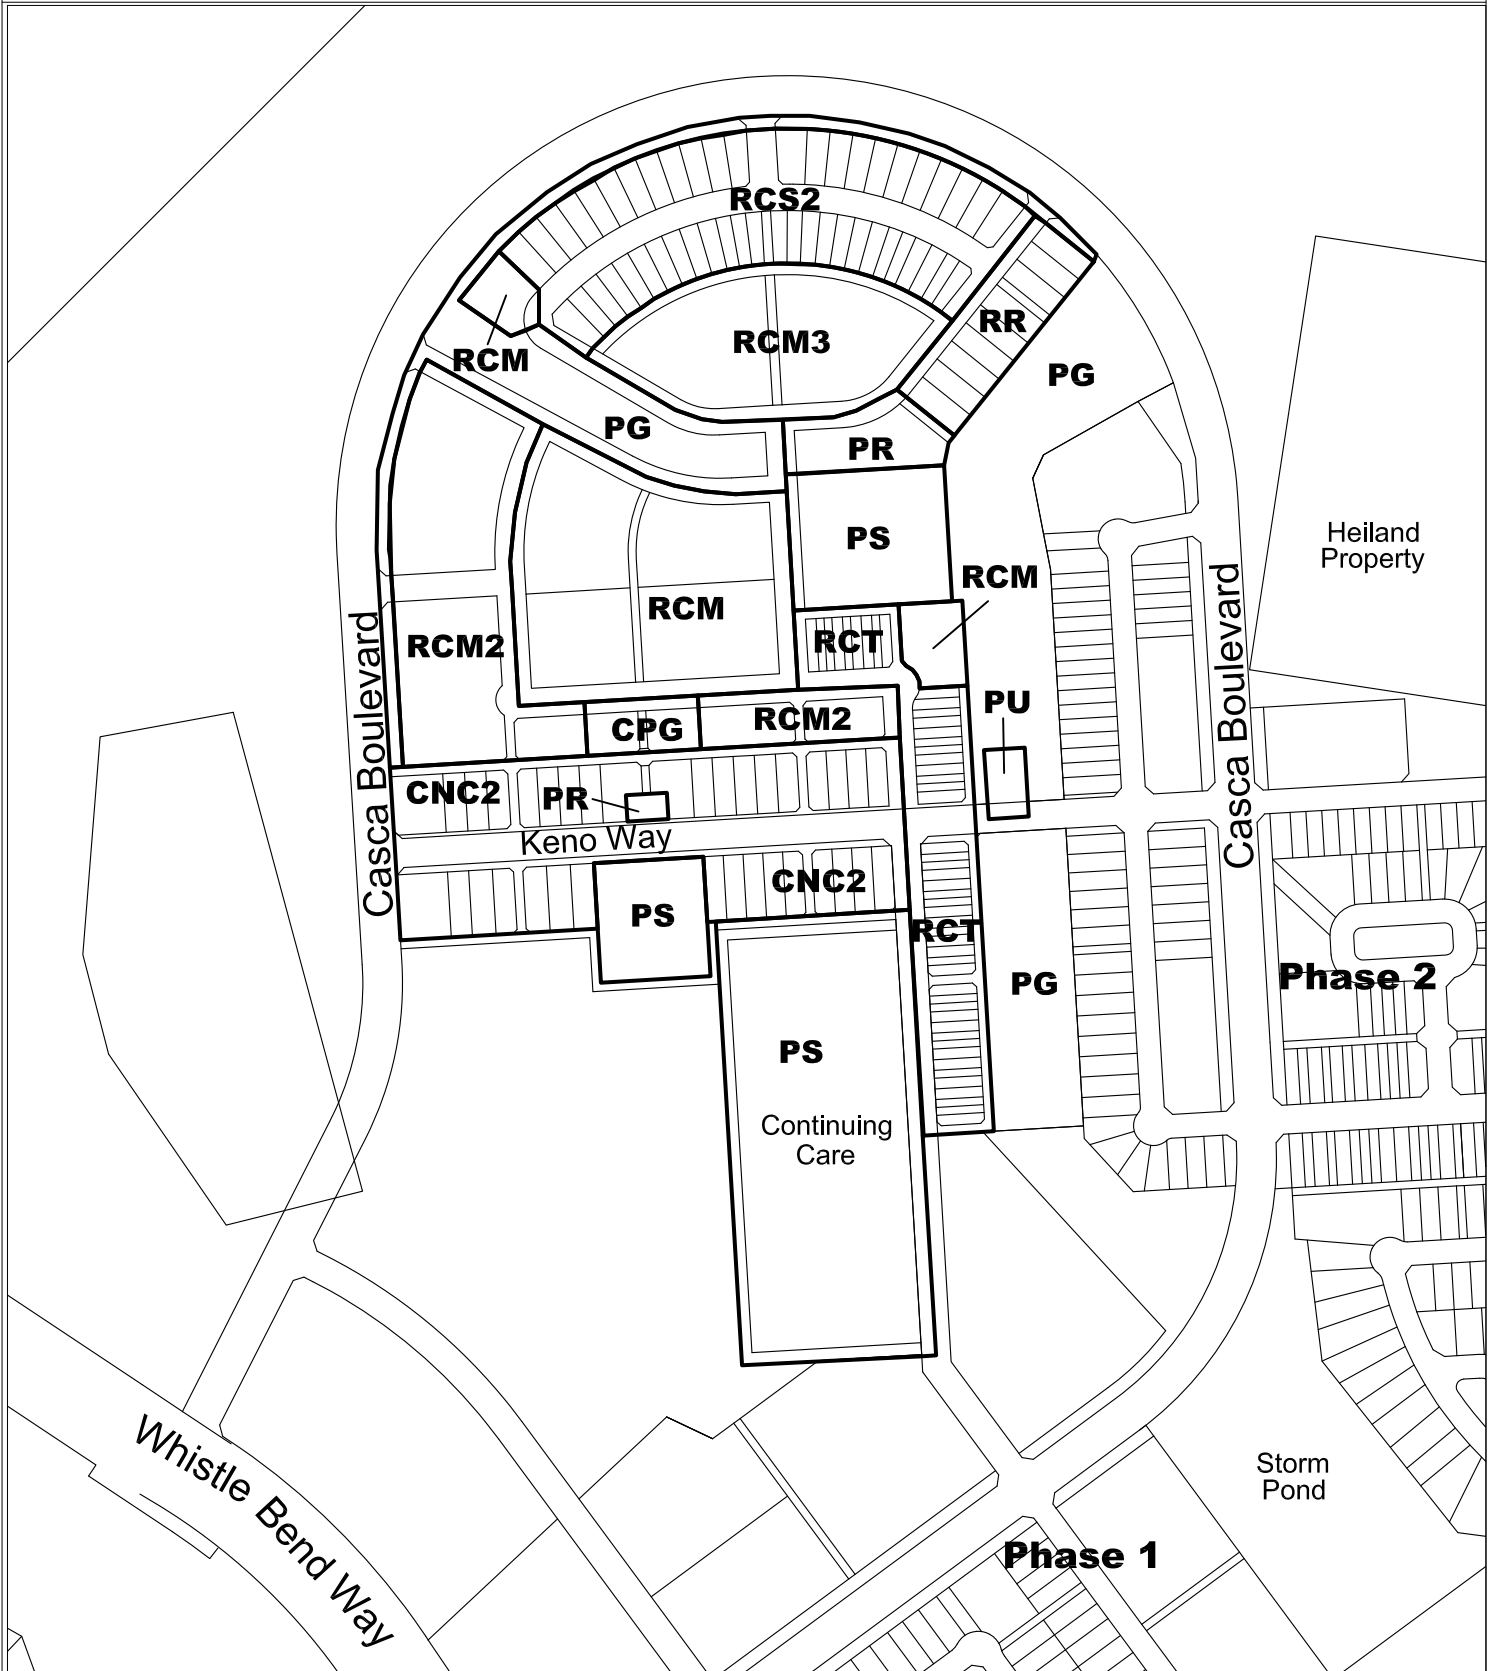 RCS2
RR
RCM3
RCM
PG
PG
PR
PS
Heiland
Property
RCM
RCM
RCT
RCM2
Casca Boulevard
Casca Boulevard
PU
RCM2
CPG
CNC2
PR
Keno Way
CNC2
PS
RCT
PG
Phase 2
PS
Continuing
Care
Whistle Bend Way
Storm
Pond
Phase 1